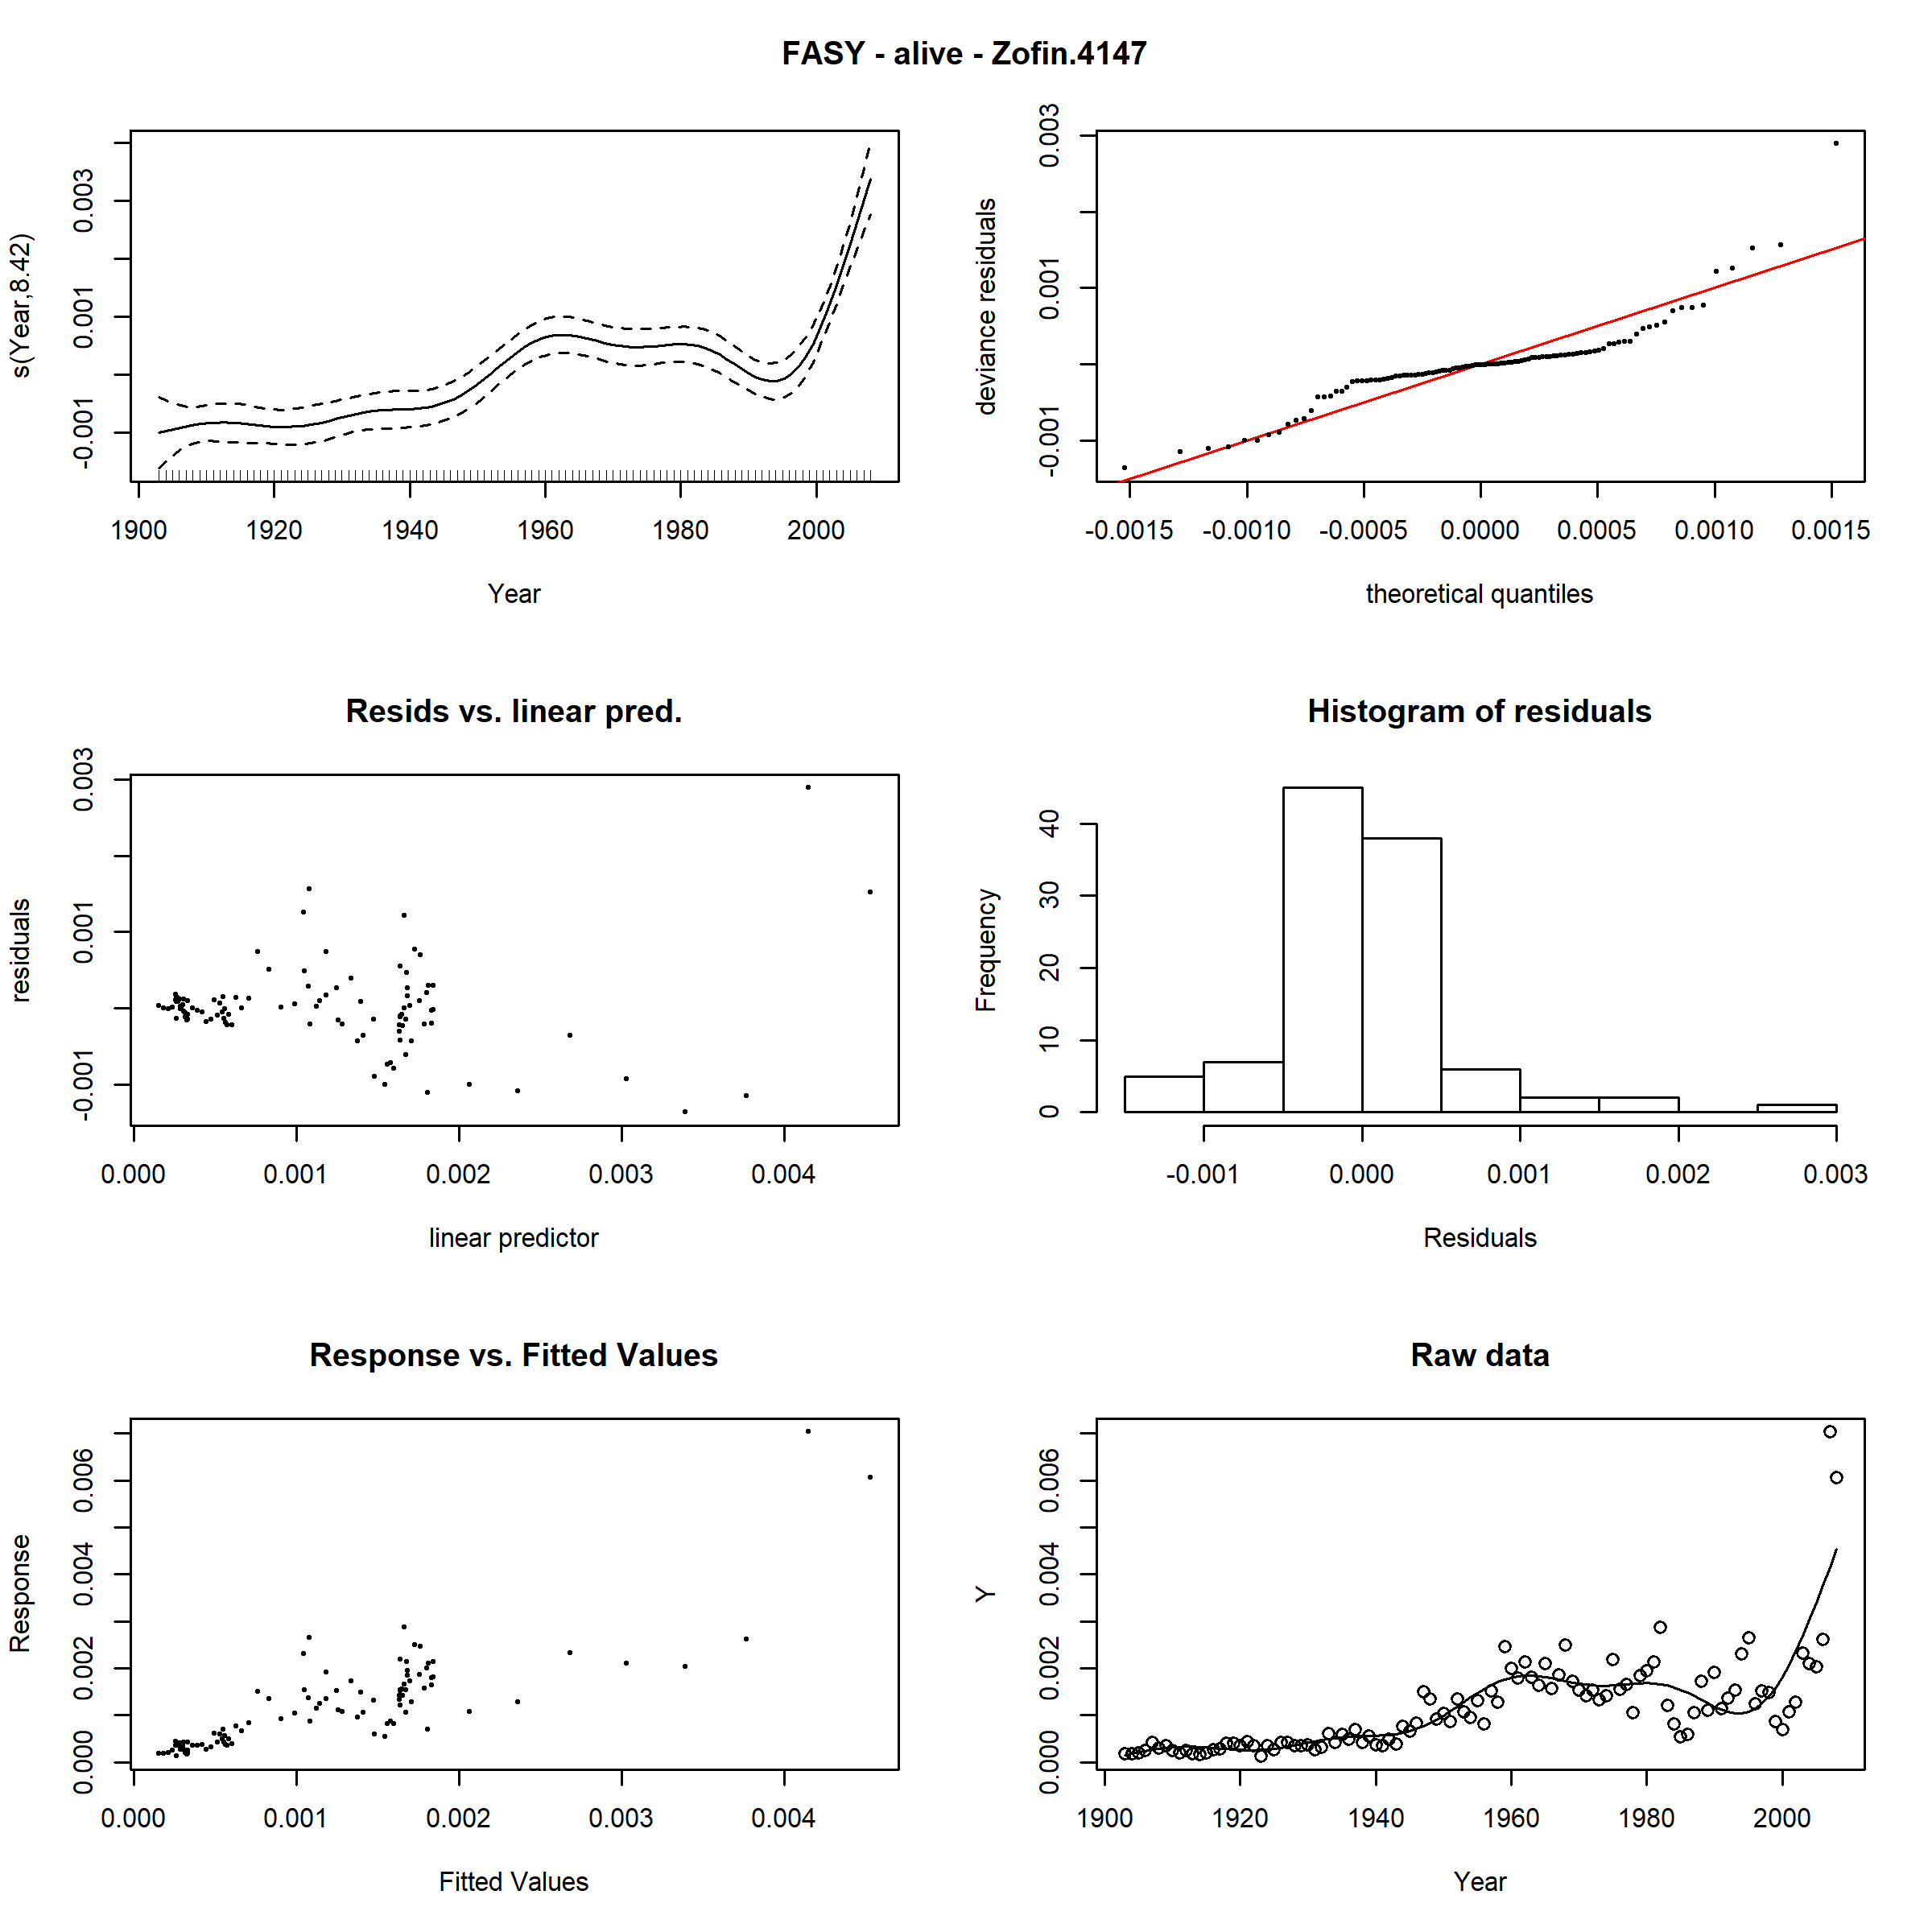 FASY - alive - Zofin.4147
s(Year,8.42)
-0.001 0.001 0.003
1900 1920 1940 1960 1980 2000
Year
deviance residuals
-0.001 0.001 0.003
-0.0015 -0.0010 -0.0005 0.0000 0.0005 0.0010 0.0015
theoretical quantiles
Resids vs. linear pred.
residuals
-0.001 0.001 0.003
0.000 0.001 0.002 0.003 0.004
linear predictor
Histogram of residuals
Frequency
0 10 20 30 40
-0.001 0.000 0.001 0.002 0.003
Residuals
Response vs. Fitted Values
Response
0.000 0.002 0.004 0.006
0.000 0.001 0.002 0.003 0.004
Fitted Values
Raw data
Y
0.000 0.002 0.004 0.006
1900 1920 1940 1960 1980 2000
Year